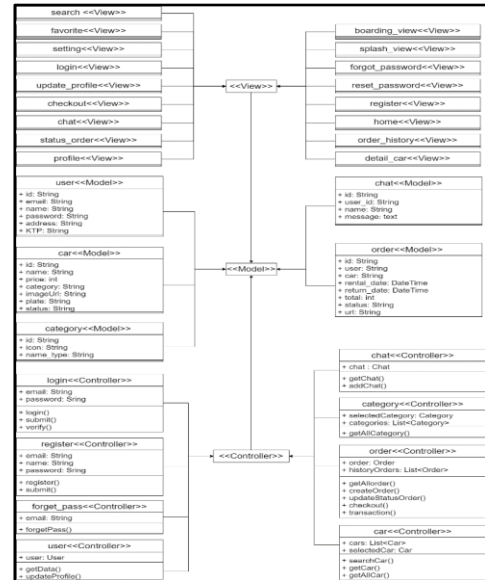 search <<View>>
favorite<<View>>
setting<<View>>
login<<View>>
update_profile<<View>>
checkout<<View>>
chat<<View>>
status_order<<View>>
profile<<View>>
<<View>>
boarding_view<<View>>
splash_view<<View>>
forgot_password<<View>>
reset_password<<View>>
register<<View>>
home<<View>>
order_history<<View>>
detail_car<<View>>
user<<Model>>
+ id: String
+ email: String
+ name: String
+ password: String
+ address: String
+ KTP: String
car<<Model>>
+ id: String
+ name: String
+ price: int
+ category: String
+ imageUrl: String
+ plate: String
+ status: String
category<<Model>>
+ id: String
+ icon: String
+ name_type: String
<<Model>>
chat<<Model>>
+ id: String
+ user_id: String
+ name: String
+ message: text
order<<Model>>
+ id: String
+ user: String
+ car: String
+ rental_date: DateTime
+ return_date: DateTime
+ total: int
+ status: String
+ url: String
login<<Controller>>
+ email: String
+ password: Sring
+ login()
+ submit()
+ verify()
register<<Controller>>
+ email: String
+ name: String
+ password: Sring
+ register()
+ submit()
forget_pass<<Controller>>
+ email: String
+ forgetPass()
user<<Controller>>
+ user: User
+ getData()
+ updateProfile()
<<Controller>>
chat<<Controller>>
+ chat : Chat
+ getChat()
+ addChat()
category<<Controller>>
+ selectedCategory: Category
+ categories: List<Category>
+ getAllCategory()
order<<Controller>>
+ order: Order
+ historyOrders: List<Order>
+ getAllorder()
+ createOrder()
+ updateStatusOrder()
+ checkout()
+ transaction()
car<<Controller>>
+ cars: List<Car>
+ selectedCar: Car
+ searchCar()
+ getCar()
+ getAllCar()